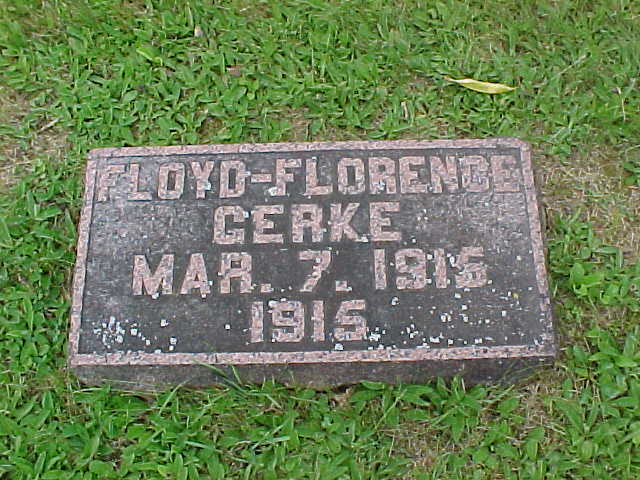 FLOYD-FLORENCE
GERKE
MAR. 7. 1915
1915